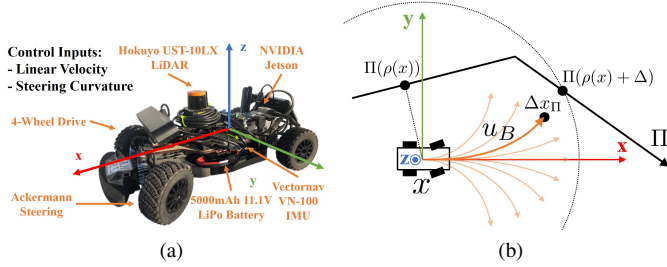 Control Inputs:
- Linear Velocity
- Steering Curvature
Hokuyo UST-10LX
LiDAR
z
NVIDIA
Jetson
4-Wheel Drive
x
y
Ackermann
Steering
5000mAh 11.1V
LiPo Battery
Vectornav
VN-100
IMU
(a)
y
Π(ρ(x))
Π(ρ(x) + Δ)
Δx_Π
u_B
Π
z
x
x
(b)